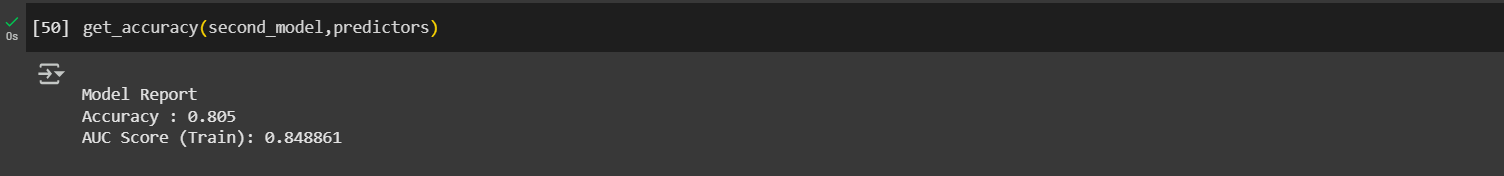 [50] get_accuracy(second_model,predictors)
0s
Model Report
Accuracy : 0.805
AUC Score (Train): 0.848861